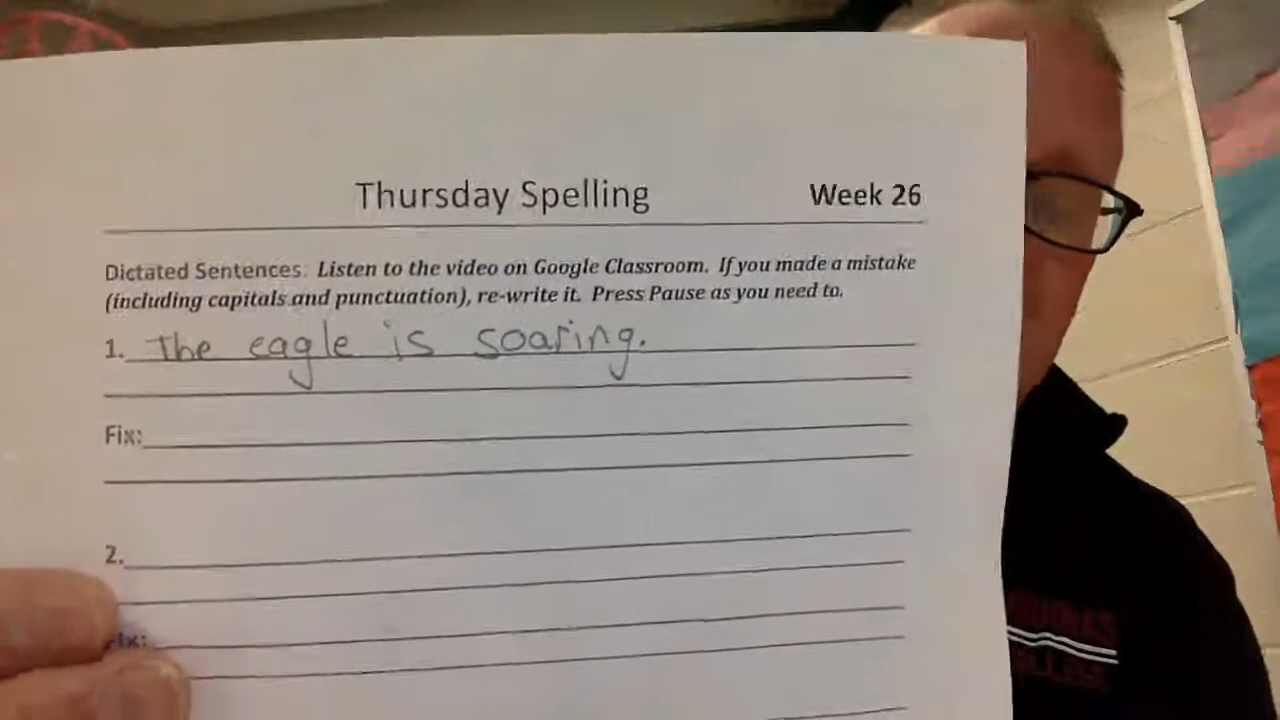 Thursday Spelling Week 26
Dictated Sentences: Listen to the video on Google Classroom. If you made a mistake
(including capitals and punctuation), re-write it. Press Pause as you need to.
1. The eagle is soaring.
Fix:
2.